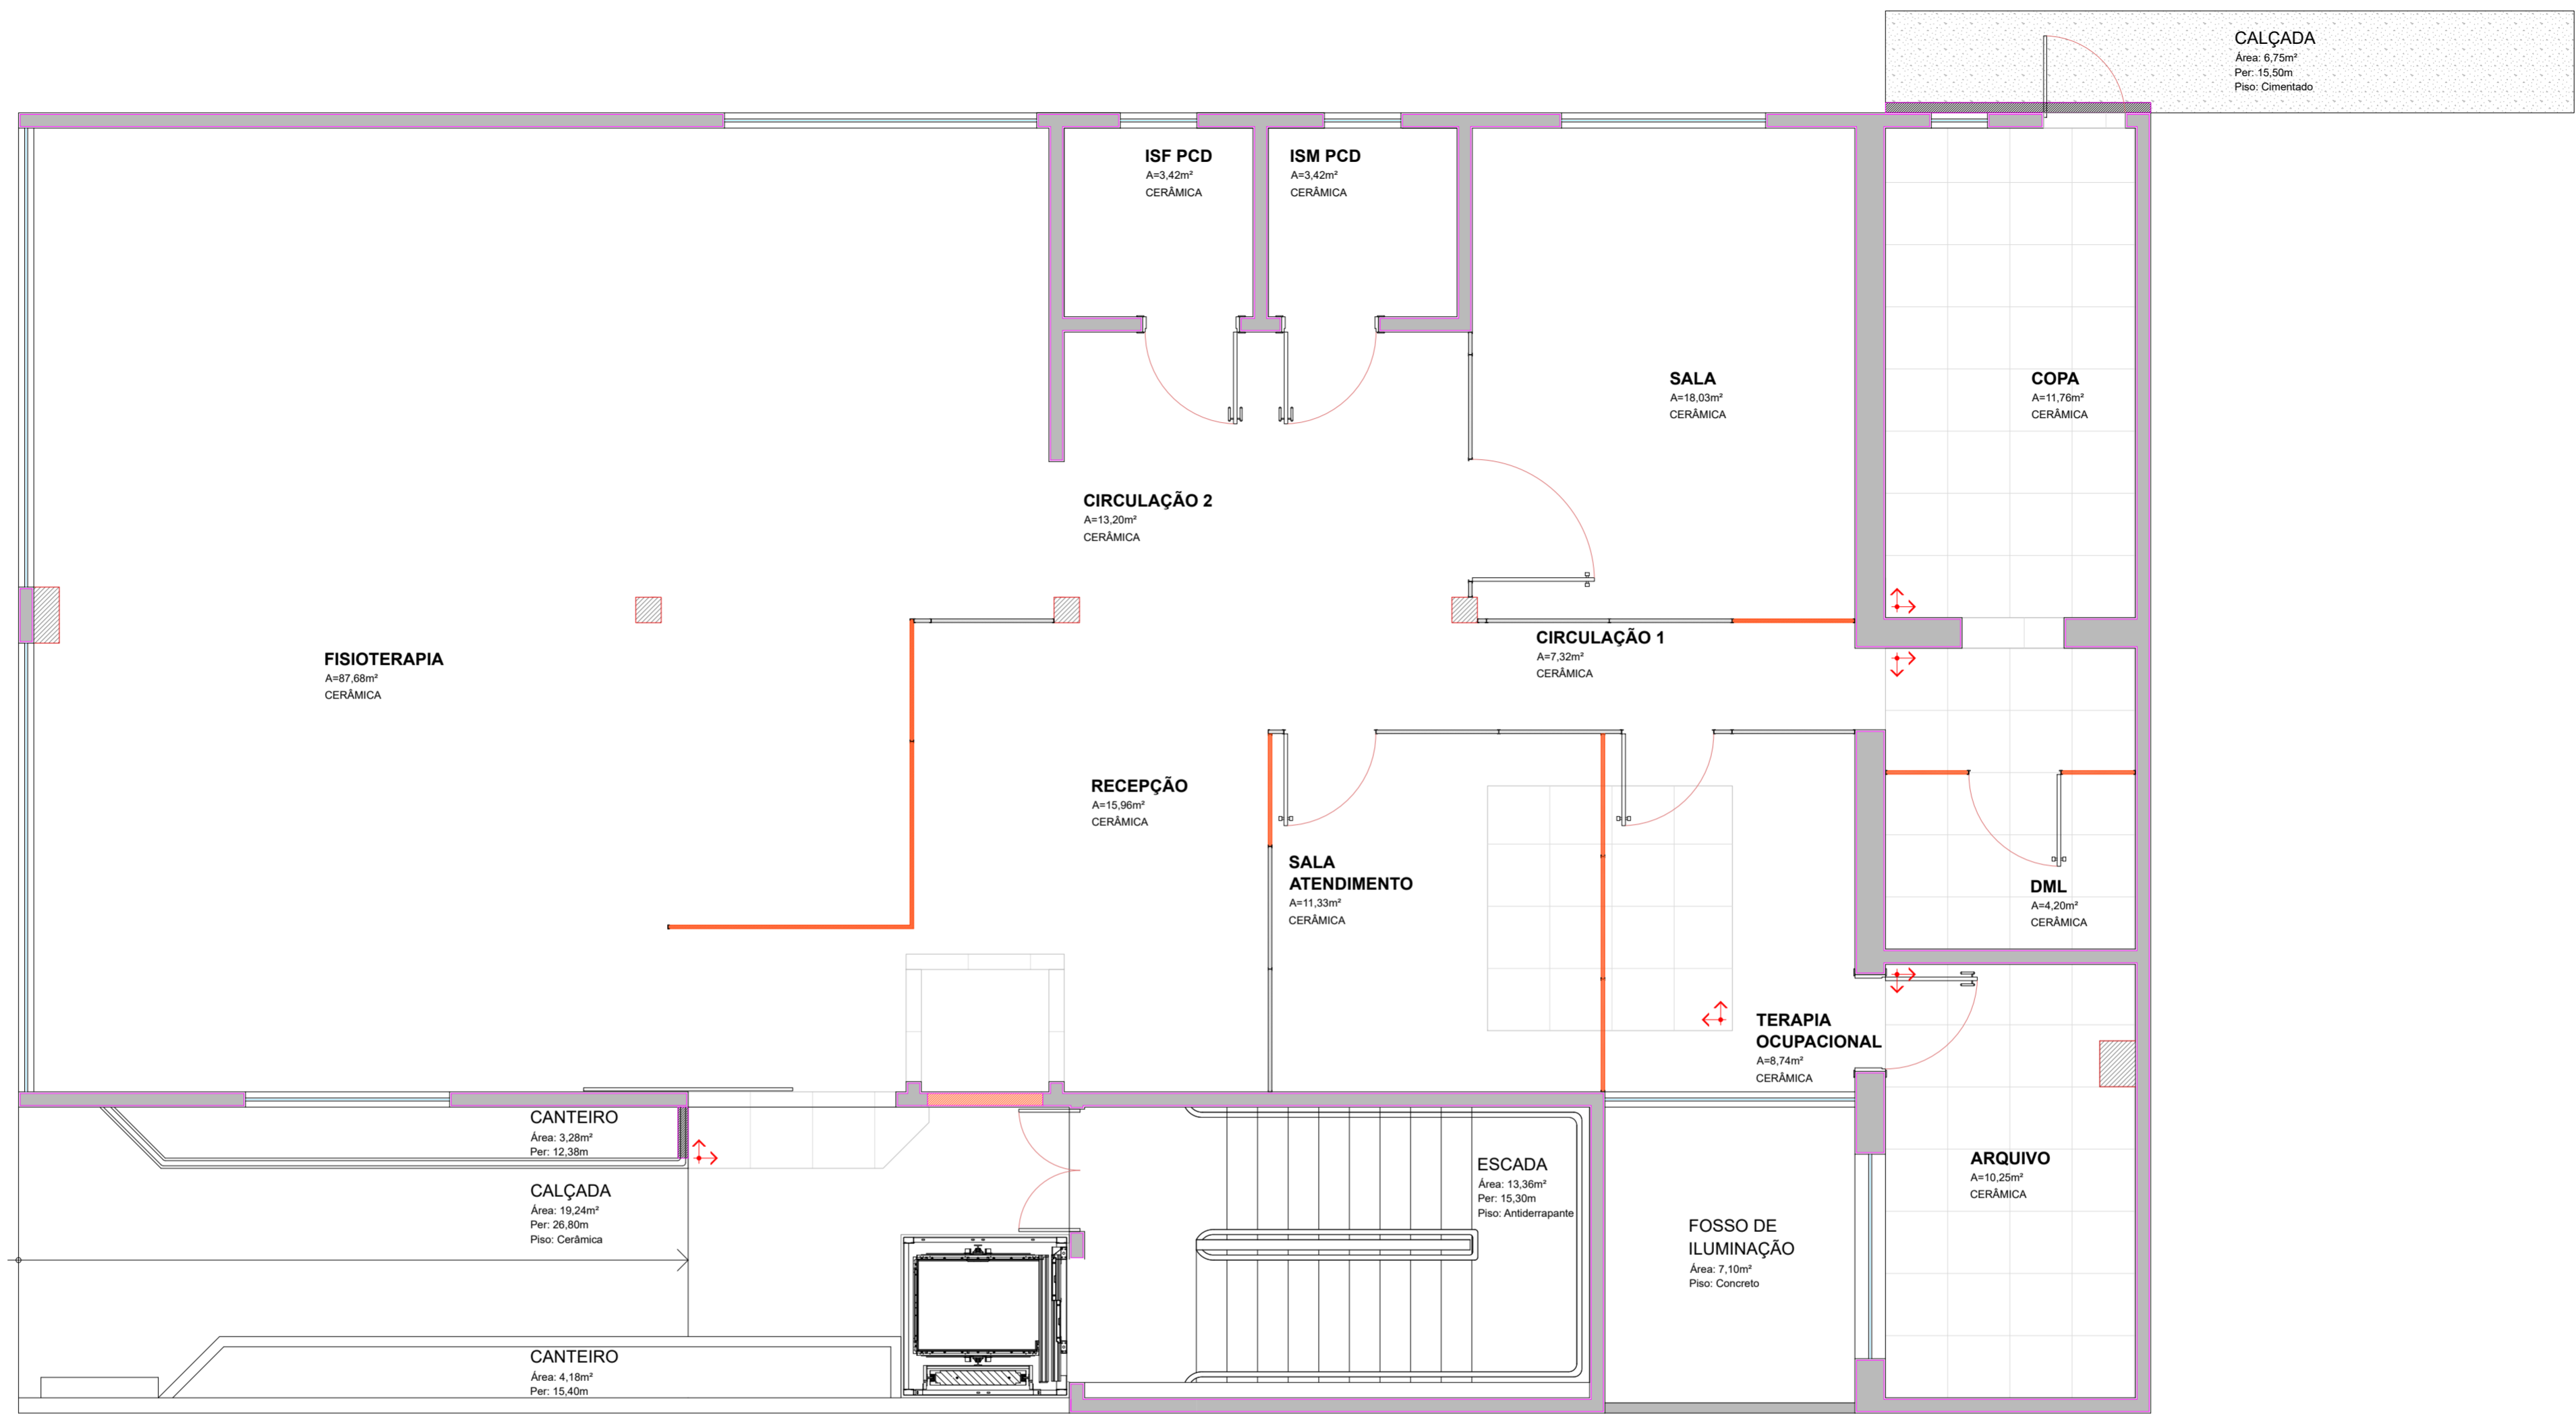 CALÇADA
Área: 6,75m²
Per: 15,50m
Piso: Cimentado
ISF PCD
A=3,42m²
CERÂMICA
ISM PCD
A=3,42m²
CERÂMICA
SALA
A=18,03m²
CERÂMICA
COPA
A=11,76m²
CERÂMICA
CIRCULAÇÃO 2
A=13,20m²
CERÂMICA
FISIOTERAPIA
A=87,68m²
CERÂMICA
CIRCULAÇÃO 1
A=7,32m²
CERÂMICA
RECEPÇÃO
A=15,96m²
CERÂMICA
SALA
ATENDIMENTO
A=11,33m²
CERÂMICA
DML
A=4,20m²
CERÂMICA
TERAPIA
OCUPACIONAL
A=8,74m²
CERÂMICA
CANTEIRO
Área: 3,28m²
Per: 12,38m
CALÇADA
Área: 19,24m²
Per: 26,80m
Piso: Cerâmica
ESCADA
Área: 13,36m²
Per: 15,30m
Piso: Antiderrapante
ARQUIVO
A=10,25m²
CERÂMICA
FOSSO DE
ILUMINAÇÃO
Área: 7,10m²
Piso: Concreto
CANTEIRO
Área: 4,18m²
Per: 15,40m